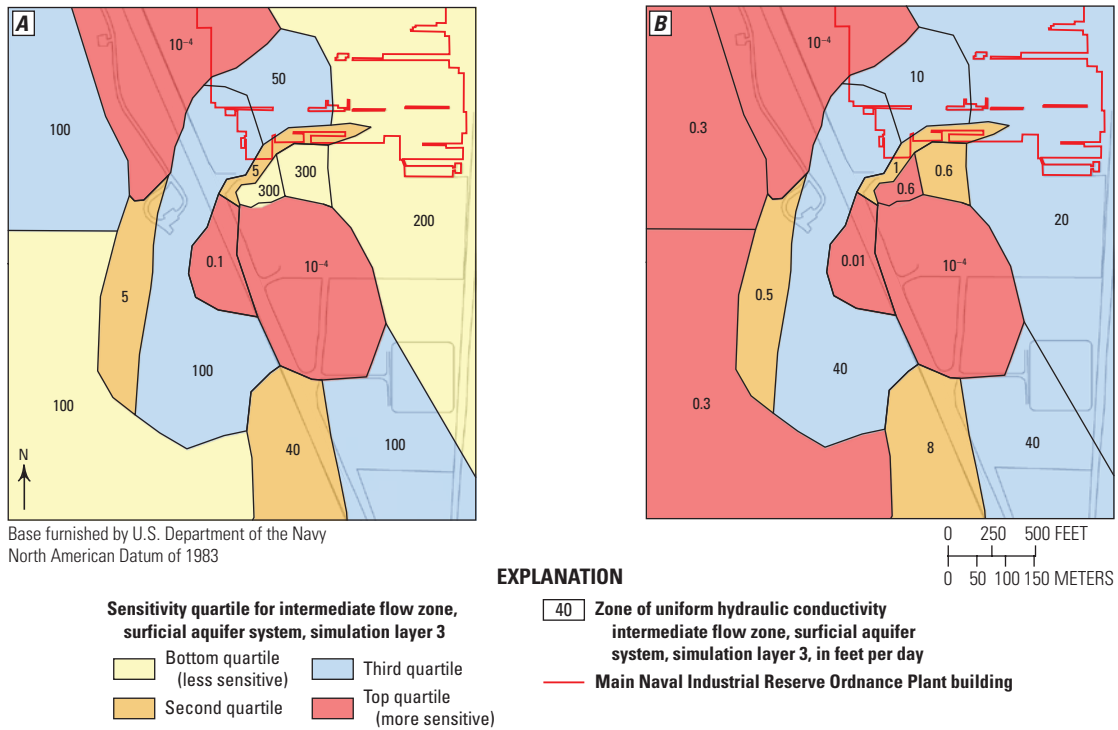 A
10⁻⁴
50
100
5
300
300
200
0.1
10⁻⁴
5
100
100
40
100
N
Base furnished by U.S. Department of the Navy
North American Datum of 1983
B
10⁻⁴
10
0.3
1
0.6
0.6
20
0.01
10⁻⁴
0.5
40
0.3
8
40
0 250 500 FEET
0 50 100 150 METERS
EXPLANATION
Sensitivity quartile for intermediate flow zone,
surficial aquifer system, simulation layer 3
Bottom quartile
(less sensitive)
Third quartile
Second quartile
Top quartile
(more sensitive)
40 Zone of uniform hydraulic conductivity
intermediate flow zone, surficial aquifer
system, simulation layer 3, in feet per day
Main Naval Industrial Reserve Ordnance Plant building